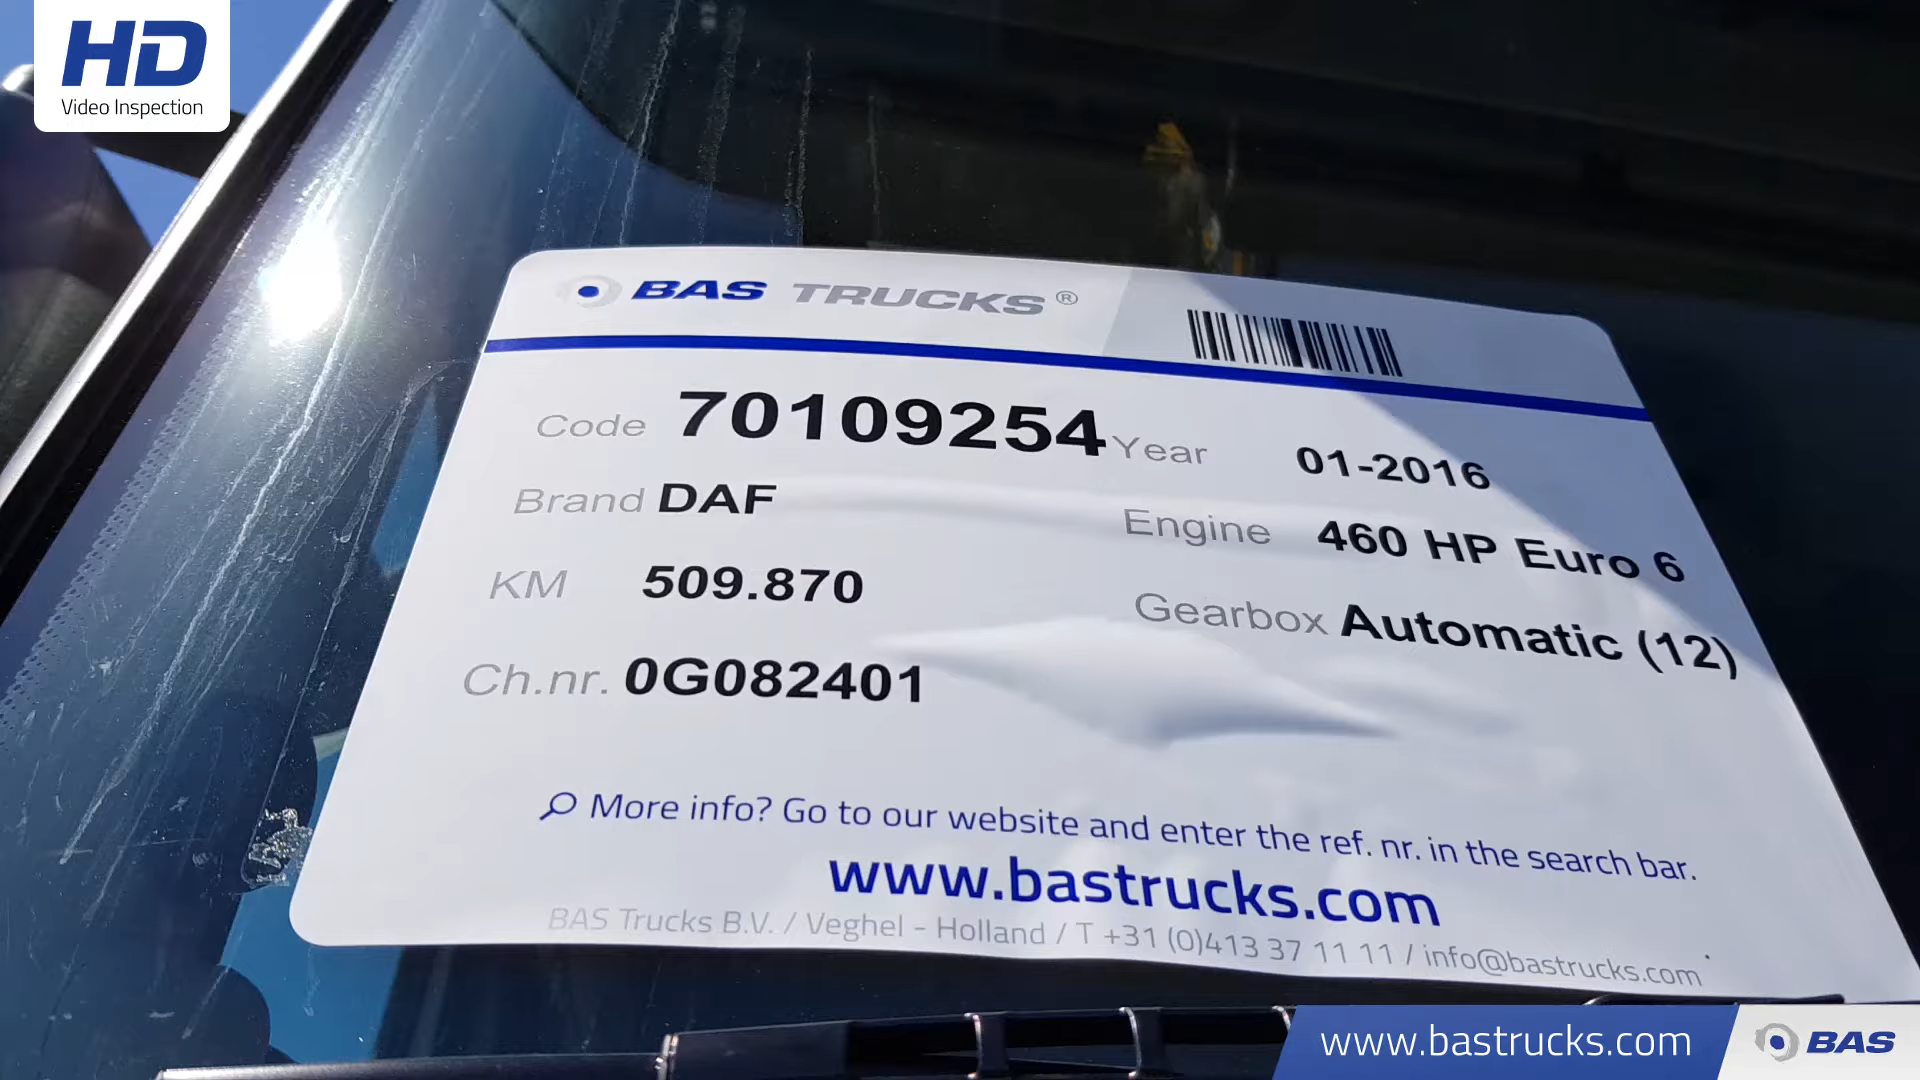 HD
Video Inspection
BAS TRUCKS®
Code 70109254 Year 01-2016
Brand DAF Engine 460 HP Euro 6
KM 509.870 Gearbox Automatic (12)
Ch.nr. 0G082401
More info? Go to our website and enter the ref. nr. in the search bar.
www.bastrucks.com
BAS Trucks B.V. / Veghel - Holland / T +31 (0)413 37 11 11 / info@bastrucks.com
www.bastrucks.com BAS